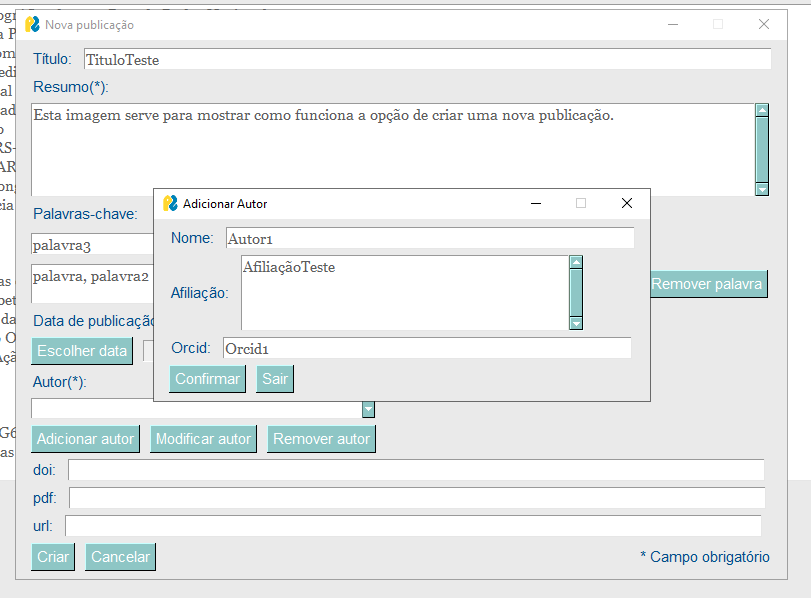 Nova publicação
Título: TituloTeste
Resumo(*):
Esta imagem serve para mostrar como funciona a opção de criar uma nova publicação.
Palavras-chave:
palavra3
palavra, palavra2
Remover palavra
Adicionar Autor
Nome: Autor1
Afiliação: AfiliaçãoTeste
Orcid: Orcid1
Confirmar Sair
Data de publicação
Escolher data
Autor(*):
Adicionar autor Modificar autor Remover autor
doi:
pdf:
url:
Criar Cancelar * Campo obrigatório